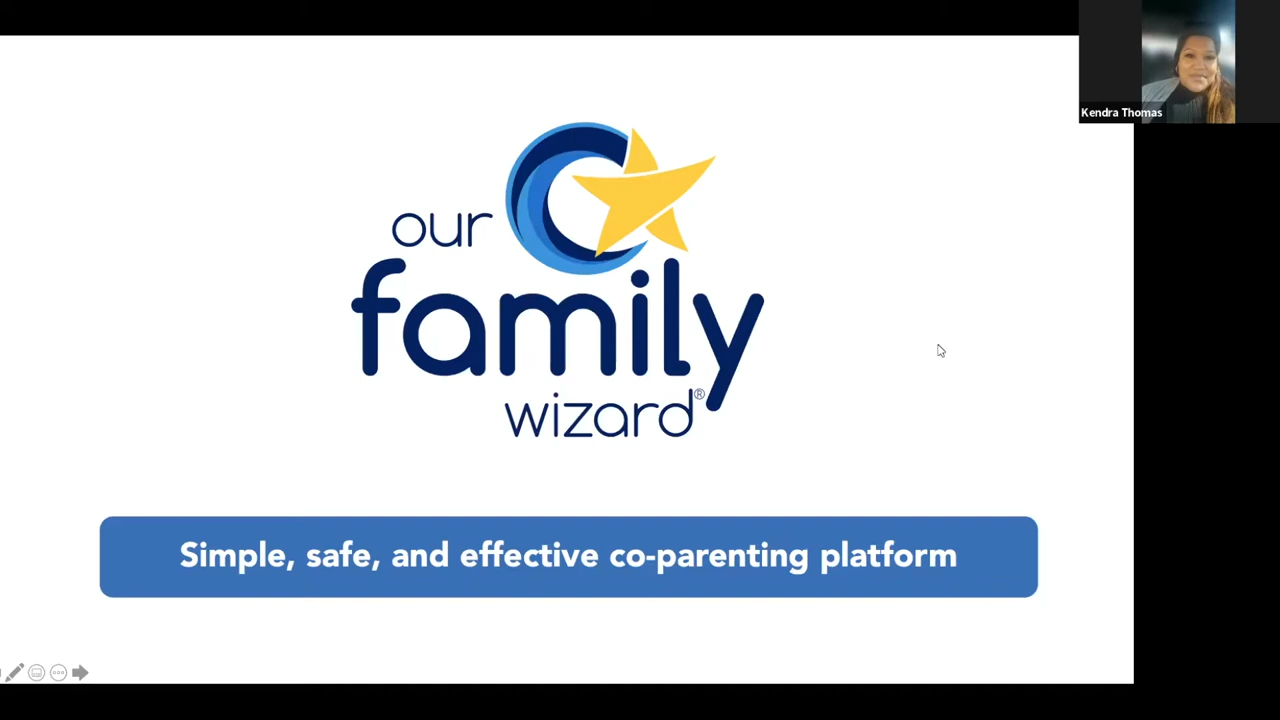 Kendra Thomas
our
family
wizard®
Simple, safe, and effective co-parenting platform